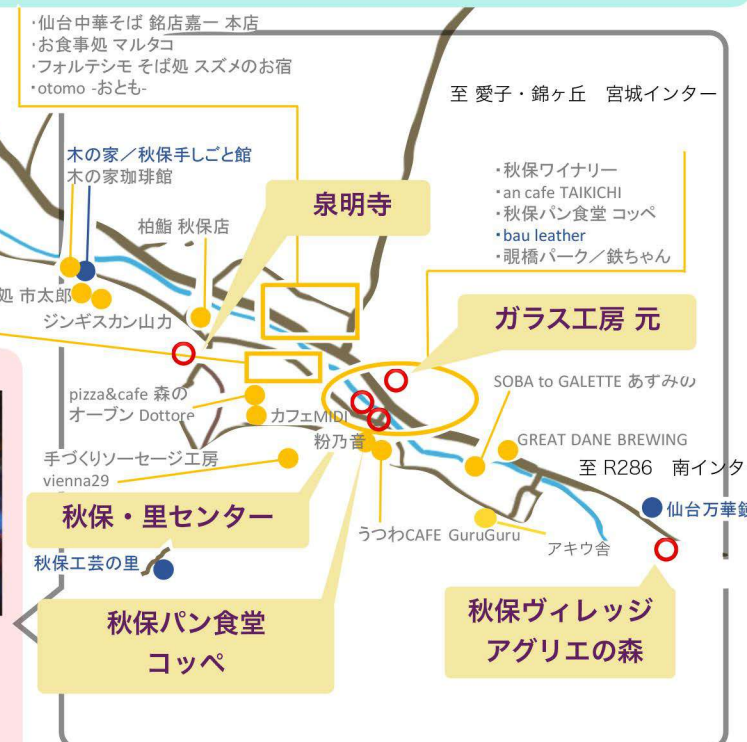 ・仙台中華そば 銘店嘉一 本店
・お食事処 マルタコ
・フォルテシモ そば処 スズメのお宿
・otomo -おとも-
至 愛子・錦ヶ丘　宮城インター
木の家／秋保手しごと館
木の家珈琲館
・秋保ワイナリー
・an cafe TAIKICHI
・秋保パン食堂 コッペ
・bau leather
・覗橋パーク／鉄ちゃん
泉明寺
柏鮨 秋保店
処 市太郎
ジンギスカン山力
ガラス工房 元
pizza&cafe 森の
オーブン Dottore
カフェMIDI
SOBA to GALETTE あずみの
粉乃音
GREAT DANE BREWING
手づくりソーセージ工房
vienna29
至 R286　南インタ
秋保・里センター
仙台万華鏡
うつわCAFE GuruGuru
アキウ舎
秋保工芸の里
秋保パン食堂
コッペ
秋保ヴィレッジ
アグリエの森